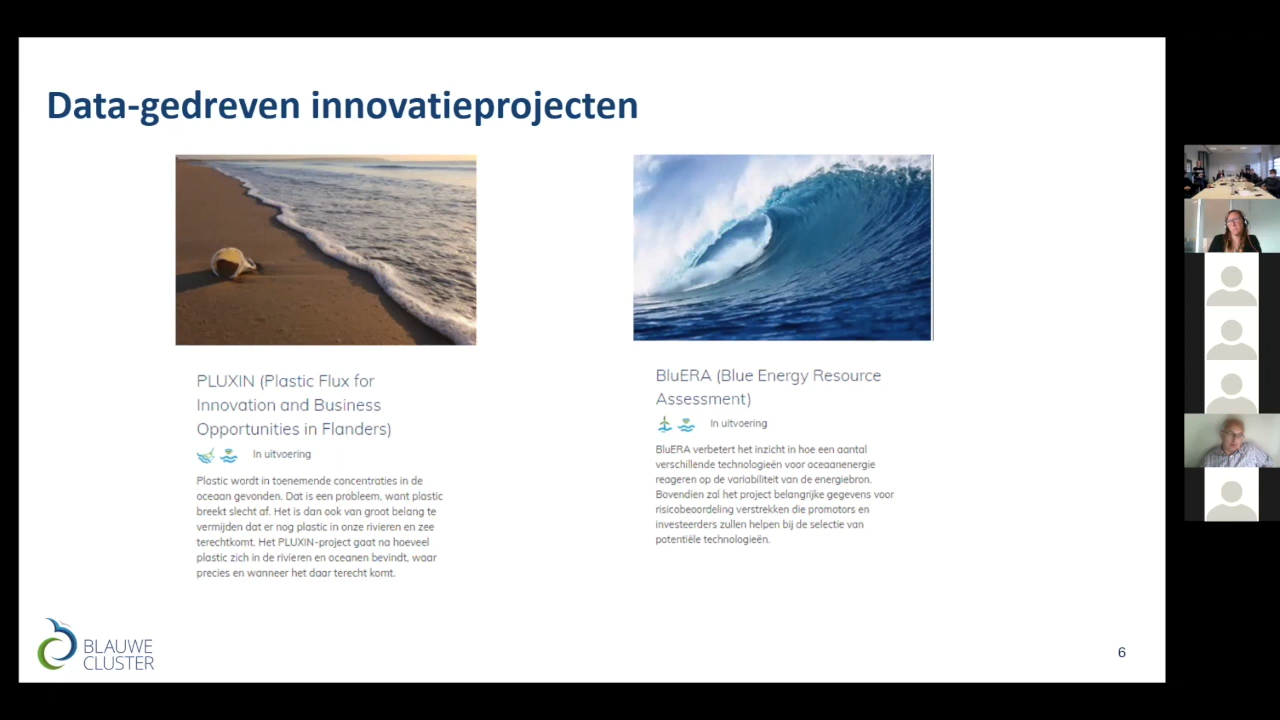 Data-gedreven innovatieprojecten
PLUXIN (Plastic Flux for
Innovation and Business
Opportunities in Flanders)
In uitvoering
Plastic wordt in toenemende concentraties in de
oceaan gevonden. Dat is een probleem, want plastic
breekt slecht af. Het is dan ook van groot belang te
vermijden dat er nog plastic in onze rivieren en zee
terechtkomt. Het PLUXIN-project gaat na hoeveel
plastic zich in de rivieren en oceanen bevindt, waar
precies en wanneer het daar terecht komt.
BluERA (Blue Energy Resource
Assessment)
In uitvoering
BluERA verbetert het inzicht in hoe een aantal
verschillende technologieën voor oceaanenergie
reageren op de variabiliteit van de energiebron.
Bovendien zal het project belangrijke gegevens voor
risicobeoordeling verstrekken die promotors en
investeerders zullen helpen bij de selectie van
potentiële technologieën.
BLAUWE
CLUSTER
6